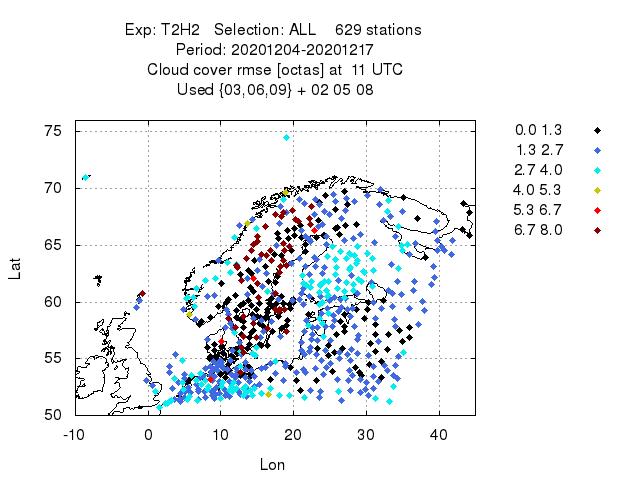 Exp: T2H2 Selection: ALL 629 stations
Period: 20201204-20201217
Cloud cover rmse [octas] at 11 UTC
Used {03,06,09} + 02 05 08
75
70
65
60
55
50
Lat
-10 0 10 20 30 40
Lon
0.0 1.3
1.3 2.7
2.7 4.0
4.0 5.3
5.3 6.7
6.7 8.0